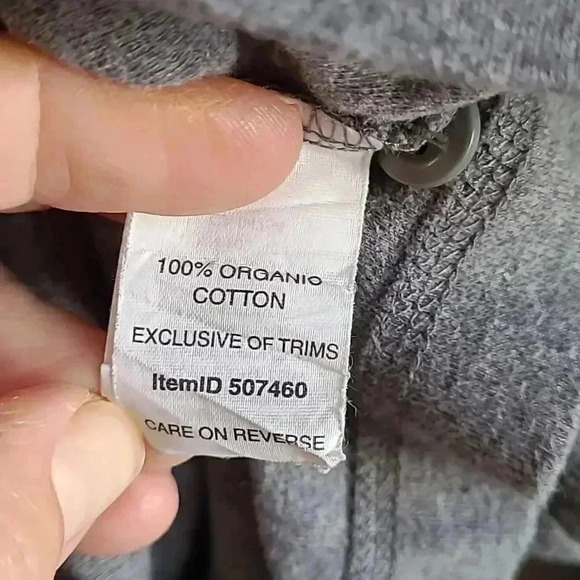 100% ORGANIC
COTTON
EXCLUSIVE OF TRIMS
ItemID 507460
CARE ON REVERSE